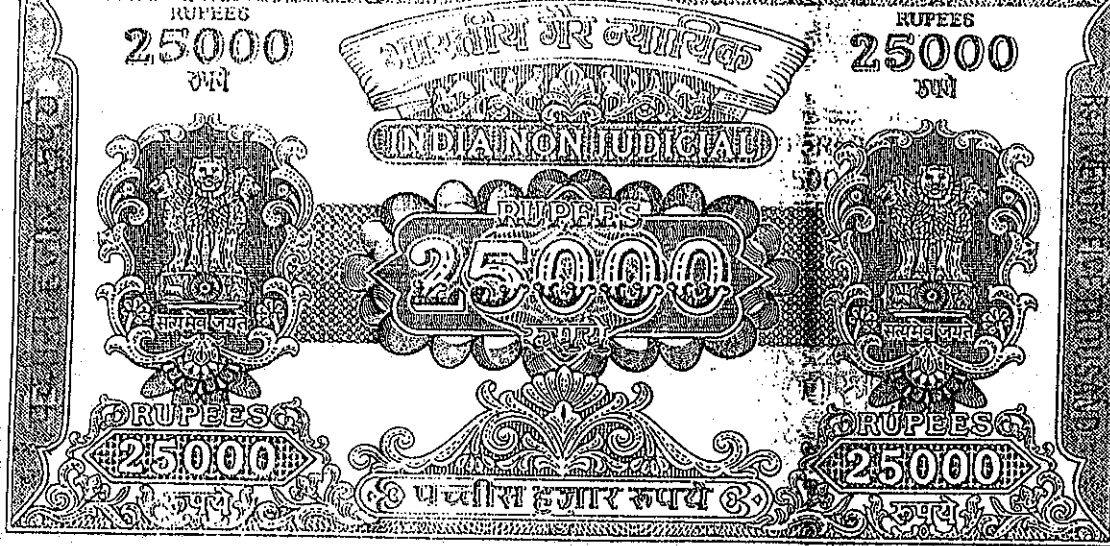 RUPEES
25000
रुपये
भारतीय गैर न्यायिक
INDIA NON JUDICIAL
RUPEES
25000
रुपये
सत्यमेव जयते
RUPEES
25000
रुपये
पच्चीस हजार रुपये
RUPEES
25000
रुपये
सत्यमेव जयते
RUPEES
25000
रुपये